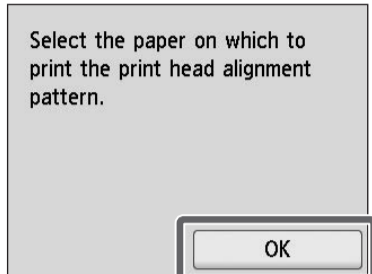 Select the paper on which to
print the print head alignment
pattern.
OK